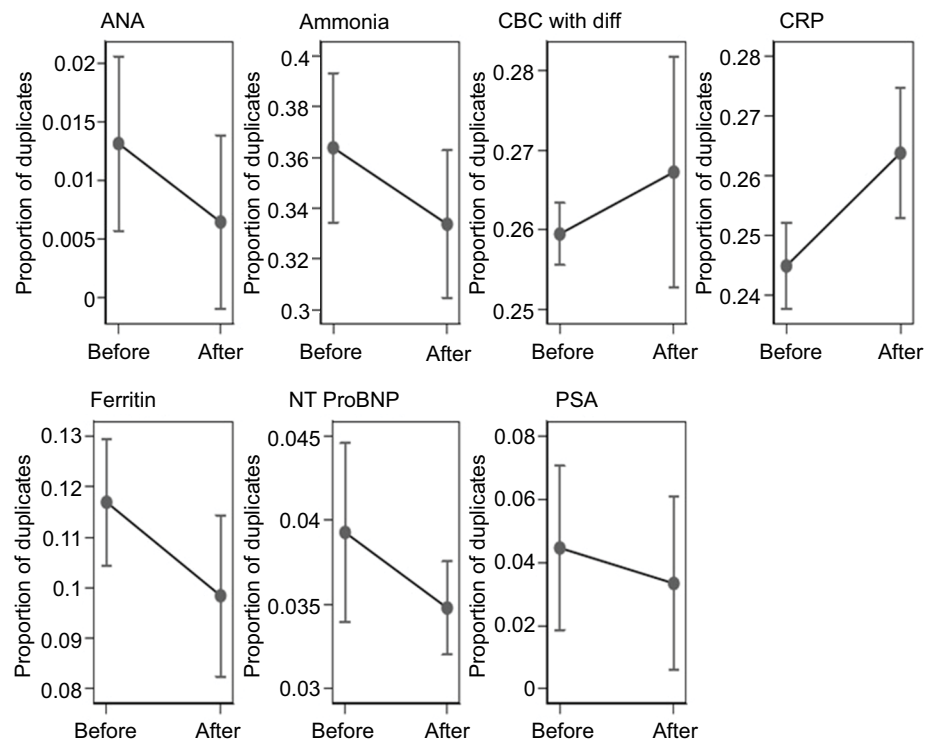 ANA
Proportion of duplicates
0.02
0.015
0.01
0.005
0
Before After
Ammonia
Proportion of duplicates
0.4
0.38
0.36
0.34
0.32
0.3
Before After
CBC with diff
Proportion of duplicates
0.28
0.27
0.26
0.25
Before After
CRP
Proportion of duplicates
0.28
0.27
0.26
0.25
0.24
Before After
Ferritin
Proportion of duplicates
0.13
0.12
0.11
0.1
0.09
0.08
Before After
NT ProBNP
Proportion of duplicates
0.045
0.04
0.035
0.03
Before After
PSA
Proportion of duplicates
0.08
0.06
0.04
0.02
0
Before After